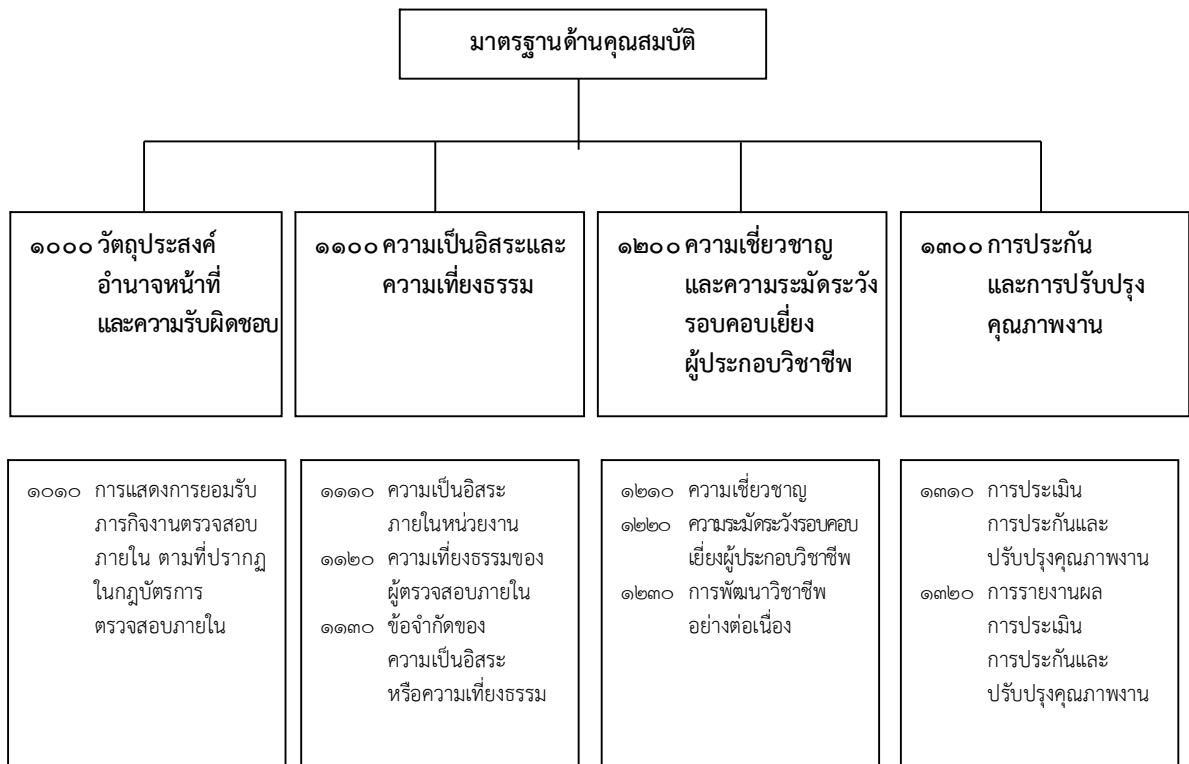 มาตรฐานด้านคุณสมบัติ
๑๐๐๐ วัตถุประสงค์
อำนาจหน้าที่
และความรับผิดชอบ
๑๑๐๐ ความเป็นอิสระและ
ความเที่ยงธรรม
๑๒๐๐ ความเชี่ยวชาญ
และความระมัดระวัง
รอบคอบเยี่ยง
ผู้ประกอบวิชาชีพ
๑๓๐๐ การประกัน
และการปรับปรุง
คุณภาพงาน
๑๐๑๐ การแสดงการยอมรับ
ภารกิจงานตรวจสอบ
ภายใน ตามที่ปรากฏ
ในกฎบัตรการ
ตรวจสอบภายใน
๑๑๑๐ ความเป็นอิสระ
ภายในหน่วยงาน
๑๑๒๐ ความเที่ยงธรรมของ
ผู้ตรวจสอบภายใน
๑๑๓๐ ข้อจำกัดของ
ความเป็นอิสระ
หรือความเที่ยงธรรม
๑๒๑๐ ความเชี่ยวชาญ
๑๒๒๐ ความระมัดระวังรอบคอบ
เยี่ยงผู้ประกอบวิชาชีพ
๑๒๓๐ การพัฒนาวิชาชีพ
อย่างต่อเนื่อง
๑๓๑๐ การประเมิน
การประกันและ
ปรับปรุงคุณภาพงาน
๑๓๒๐ การรายงานผล
การประเมิน
การประกันและ
ปรับปรุงคุณภาพงาน